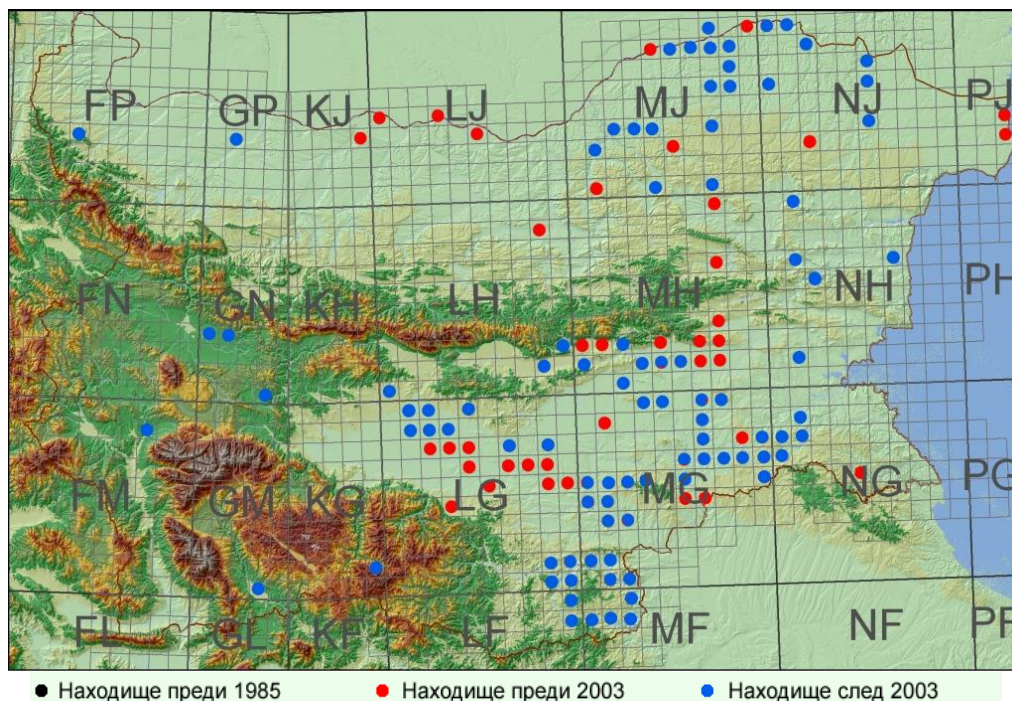 FP GP KJ LJ MJ NJ PJ
FN GN KH LH MH NH PH
FM GM KG LG MG NG PG
FL GL KF LF MF NF PF
Находище преди 1985 Находище преди 2003 Находище след 2003